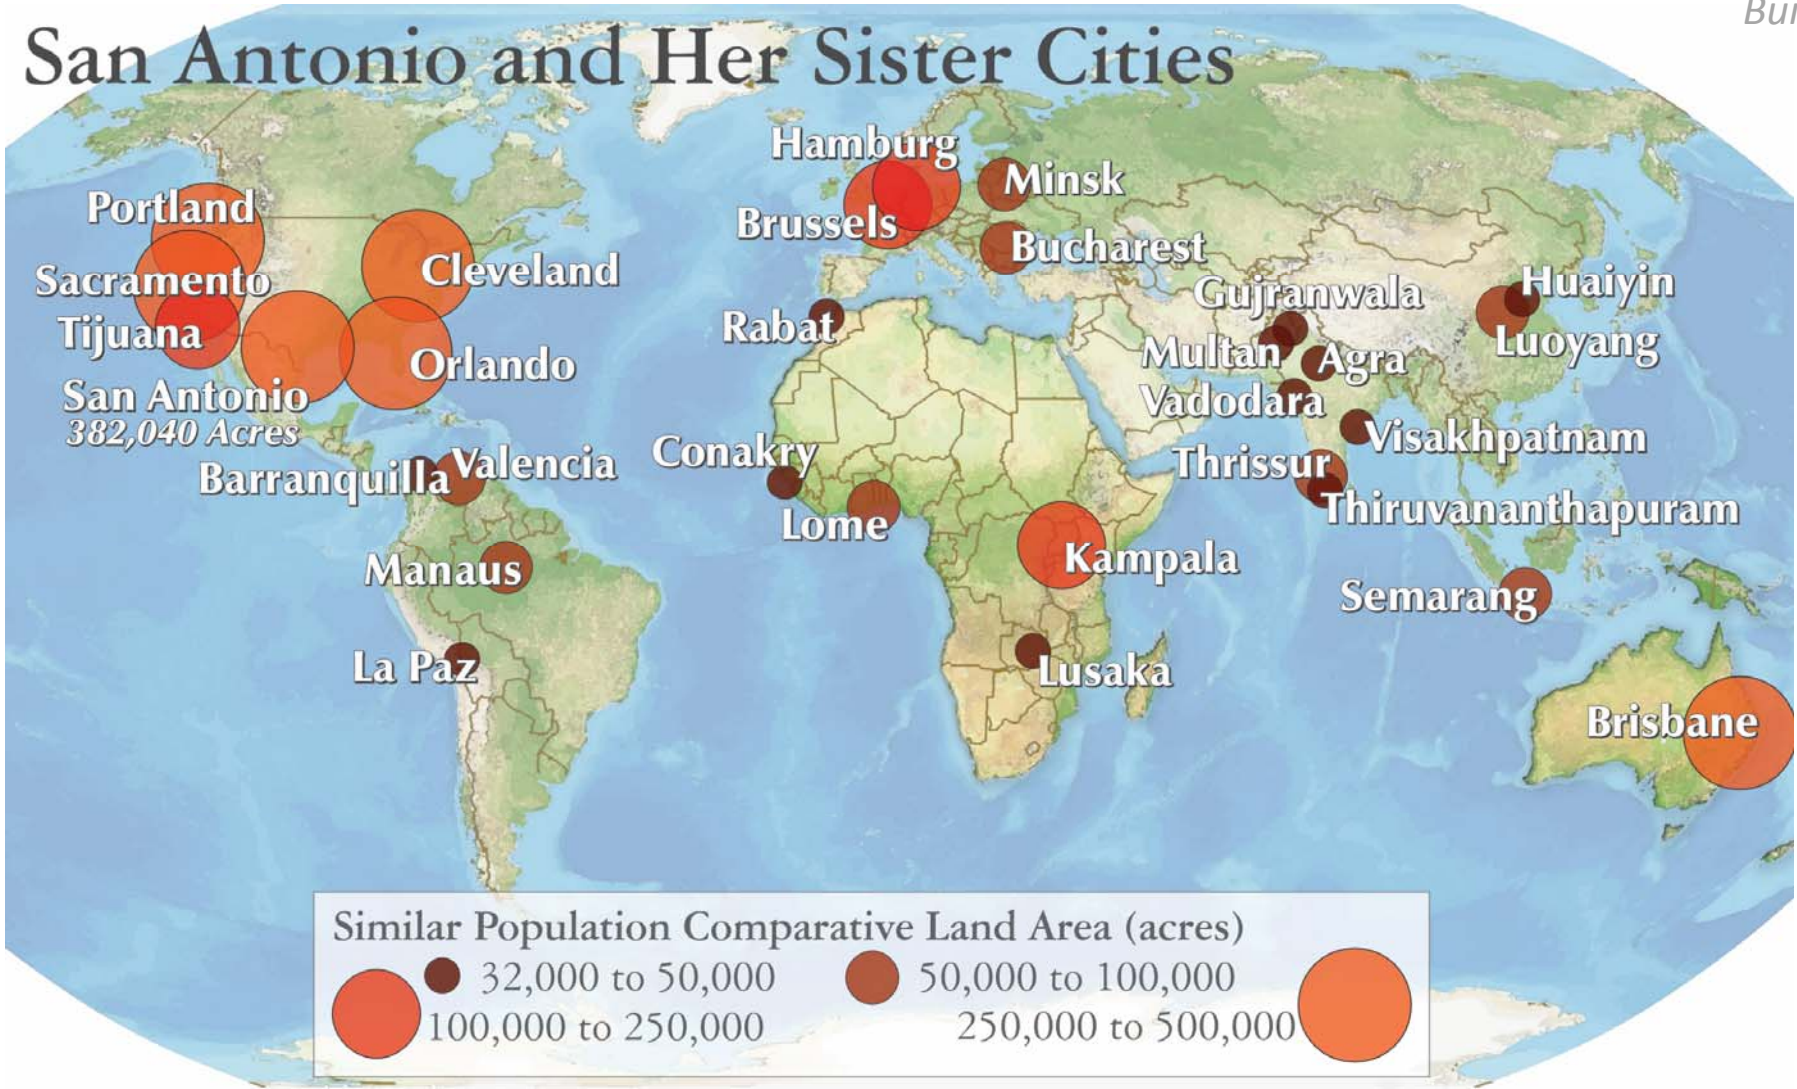 San Antonio and Her Sister Cities
Bur
Hamburg
Minsk
Portland
Brussels
Bucharest
Sacramento
Cleveland
Gujranwala
Huaiyin
Tijuana
Rabat
Multan
Agra
Luoyang
Orlando
San Antonio
382,040 Acres
Vadodara
Visakhpatnam
Conakry
Barranquilla
Valencia
Thrissur
Thiruvananthapuram
Lome
Manaus
Kampala
Semarang
La Paz
Lusaka
Brisbane
Similar Population Comparative Land Area (acres)
32,000 to 50,000
50,000 to 100,000
100,000 to 250,000
250,000 to 500,000